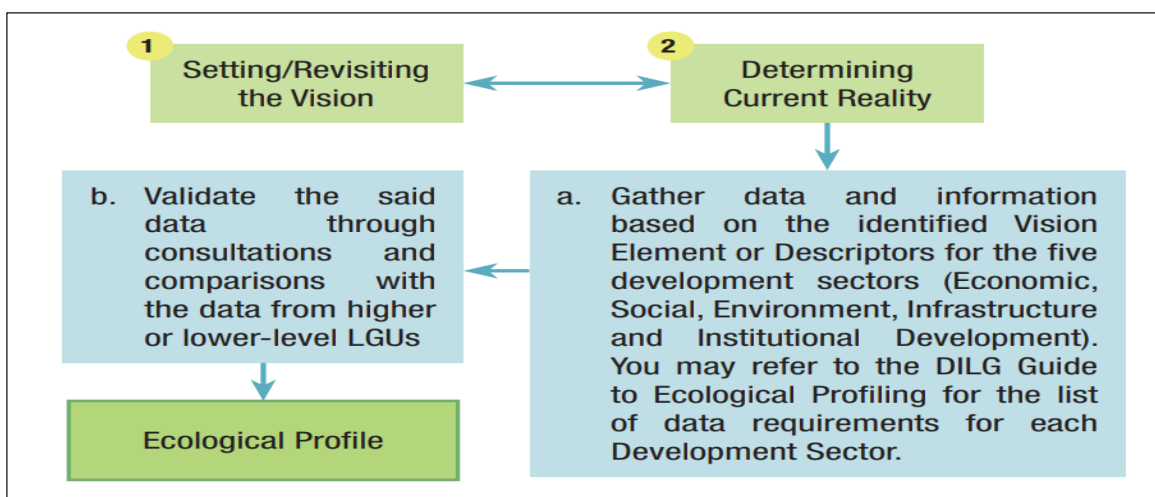 1
Setting/Revisiting
the Vision
2
Determining
Current Reality
a. Gather data and information
based on the identified Vision
Element or Descriptors for the five
development sectors (Economic,
Social, Environment, Infrastructure
and Institutional Development).
You may refer to the DILG Guide
to Ecological Profiling for the list
of data requirements for each
Development Sector.
b. Validate the said
data through
consultations and
comparisons with
the data from higher
or lower-level LGUs
Ecological Profile